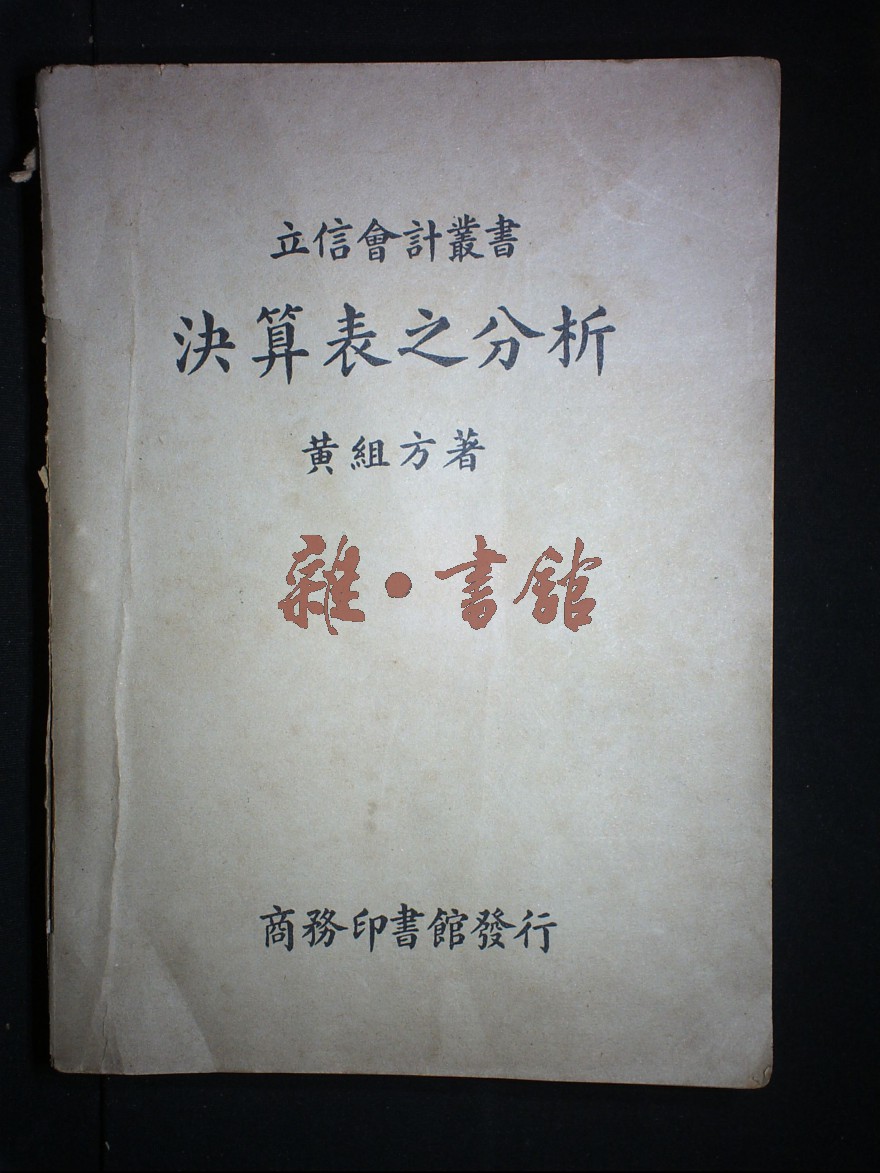 立信會計叢書
決算表之分析
黃組方著
雜·書館
商務印書館發行